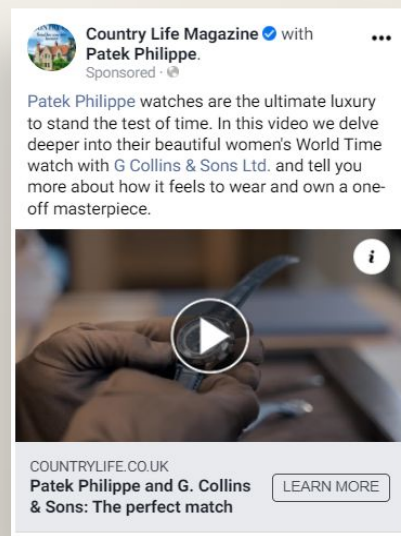 Country Life Magazine with
Patek Philippe.
Sponsored ·
Patek Philippe watches are the ultimate luxury
to stand the test of time. In this video we delve
deeper into their beautiful women's World Time
watch with G Collins & Sons Ltd. and tell you
more about how it feels to wear and own a one-
off masterpiece.
i
COUNTRYLIFE.CO.UK
Patek Philippe and G. Collins
& Sons: The perfect match
LEARN MORE